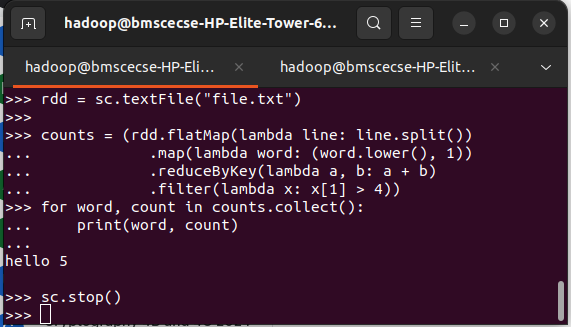 hadoop@bmscecse-HP-Elite-Tower-6...
hadoop@bmscecse-HP-Eli... × hadoop@bmscecse-HP-Elit... ×
>>> rdd = sc.textFile("file.txt")
>>>
>>> counts = (rdd.flatMap(lambda line: line.split())
...             .map(lambda word: (word.lower(), 1))
...             .reduceByKey(lambda a, b: a + b)
...             .filter(lambda x: x[1] > 4))
>>> for word, count in counts.collect():
...     print(word, count)
...
hello 5
>>> sc.stop()
>>>